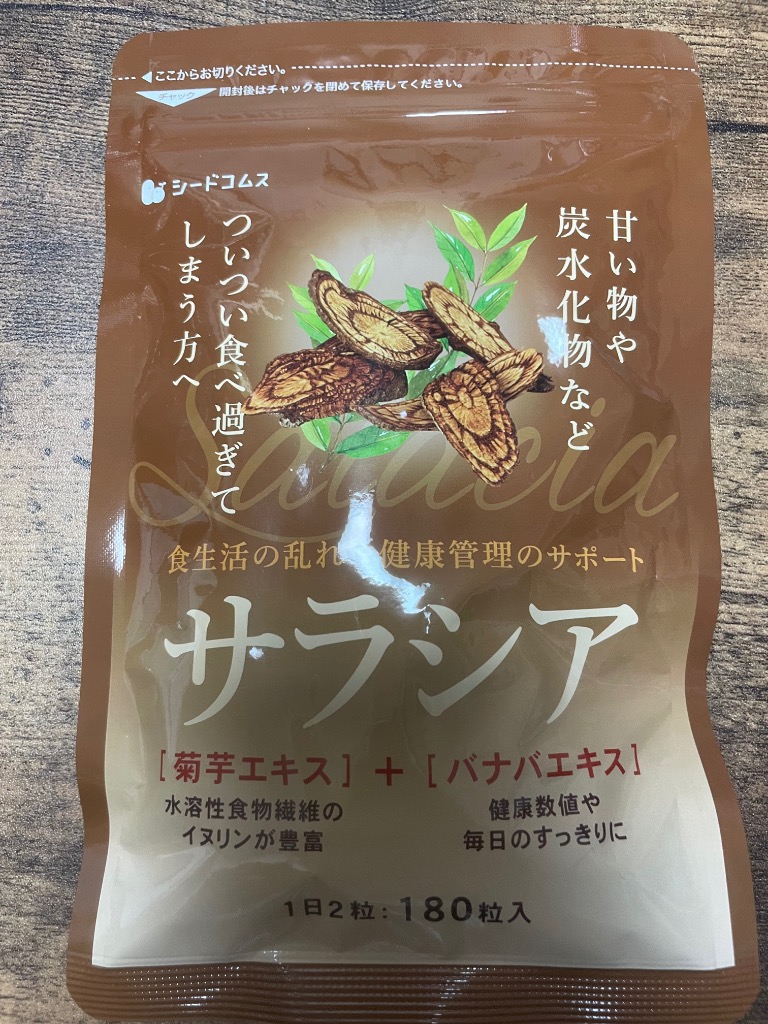 ここからお切りください。
チャック
開封後はチャックを閉めて保存してください。
シードコムス
甘い物や
炭水化物など
ついつい食べ過ぎて
しまう方へ
Salacia
食生活の乱れ 健康管理のサポート
サラシア
[菊芋エキス]+[バナバエキス]
水溶性食物繊維の
イヌリンが豊富
健康数値や
毎日のすっきりに
1日2粒:180粒入